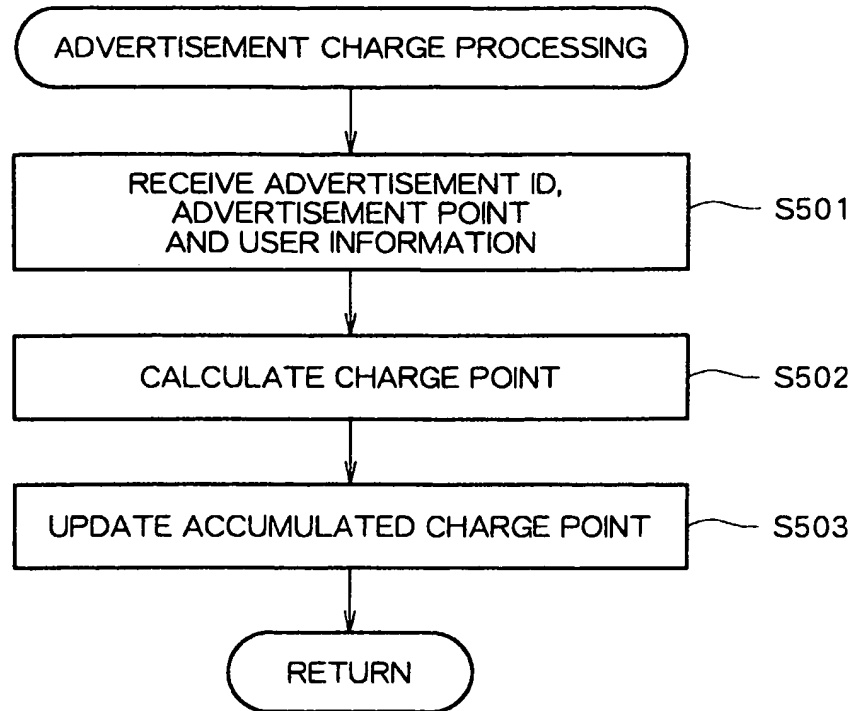 ADVERTISEMENT CHARGE PROCESSING
RECEIVE ADVERTISEMENT ID,
ADVERTISEMENT POINT
AND USER INFORMATION
S501
CALCULATE CHARGE POINT
S502
UPDATE ACCUMULATED CHARGE POINT
S503
RETURN